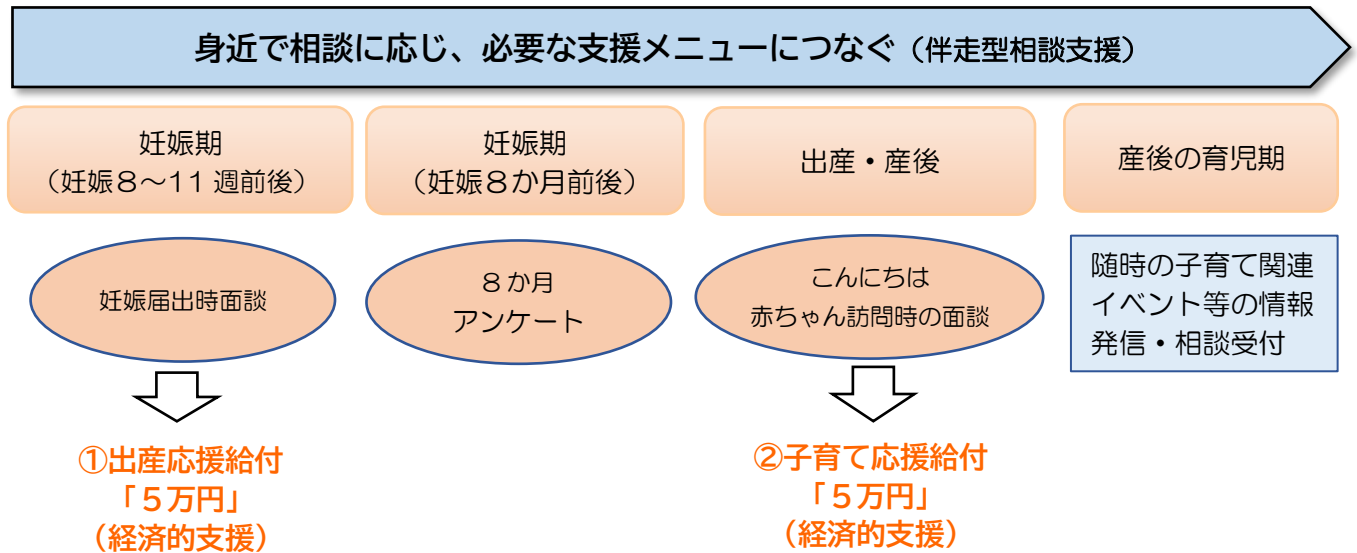 身近で相談に応じ、必要な支援メニューにつなぐ（伴走型相談支援）
妊娠期
（妊娠８～11 週前後）
妊娠期
（妊娠８か月前後）
出産・産後
産後の育児期
妊娠届出時面談
８か月
アンケート
こんにちは
赤ちゃん訪問時の面談
随時の子育て関連
イベント等の情報
発信・相談受付
①出産応援給付
「５万円」
（経済的支援）
②子育て応援給付
「５万円」
（経済的支援）